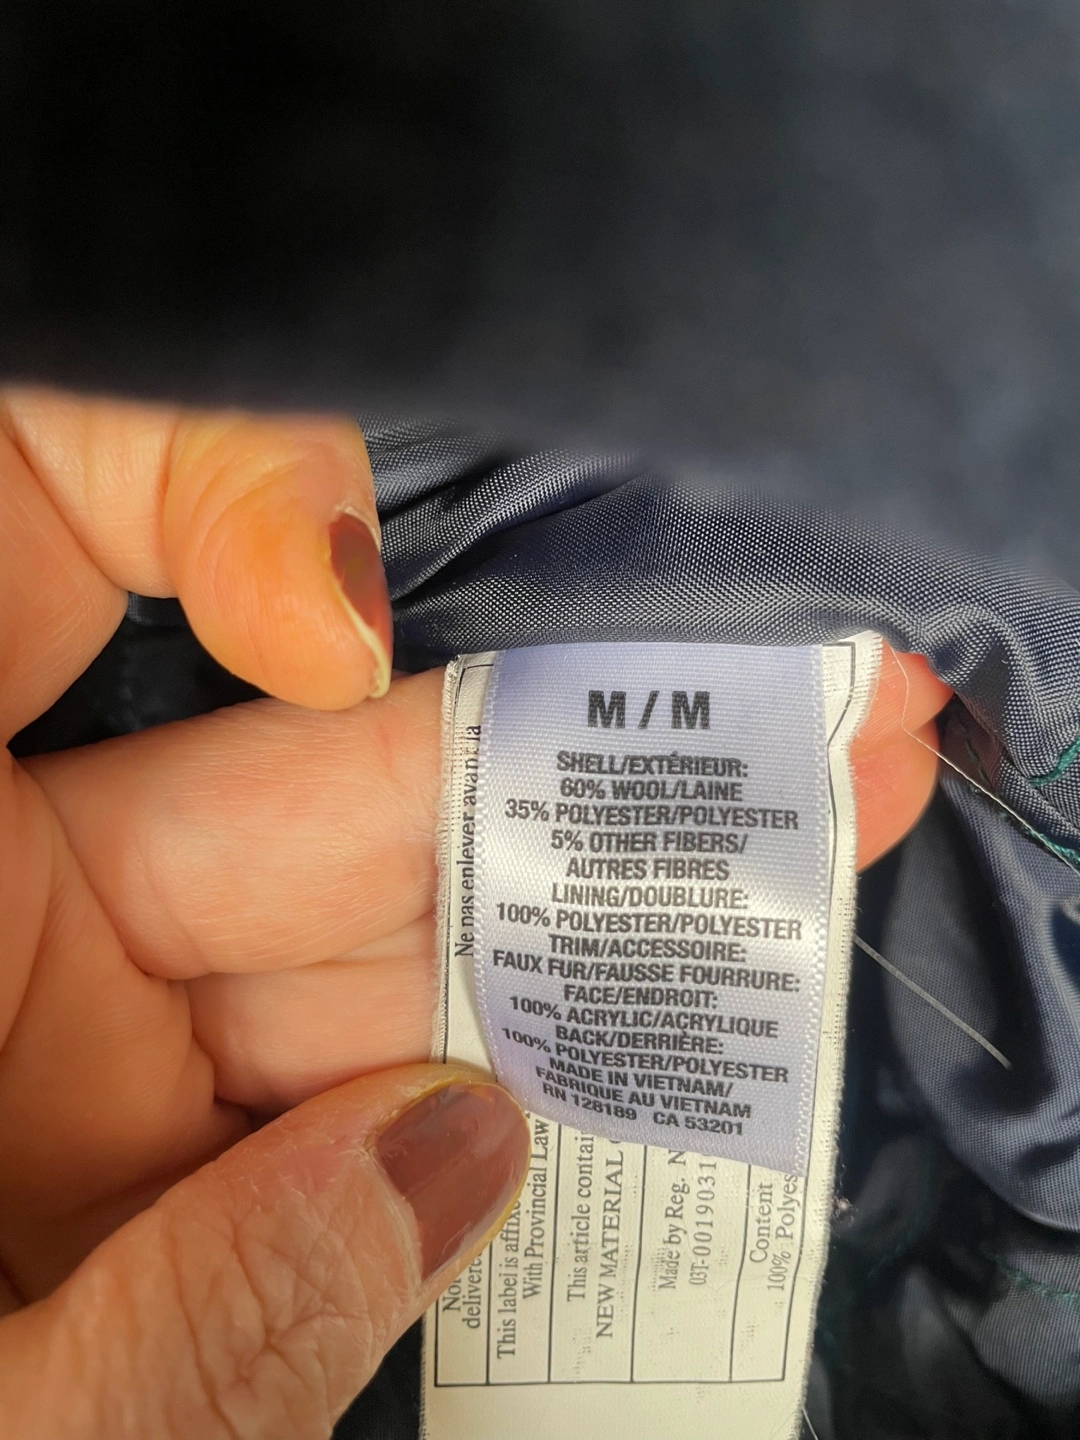 M / M
SHELL/EXTÉRIEUR:
60% WOOL/LAINE
35% POLYESTER/POLYESTER
5% OTHER FIBERS/
AUTRES FIBRES
LINING/DOUBLURE:
100% POLYESTER/POLYESTER
TRIM/ACCESSOIRE:
FAUX FUR/FAUSSE FOURRURE:
FACE/ENDROIT:
100% ACRYLIC/ACRYLIQUE
BACK/DERRIÈRE:
100% POLYESTER/POLYESTER
MADE IN VIETNAM/
FABRIQUE AU VIETNAM
RN 128189 CA 53201
Ne pas enlever avant la
This label is
With Provincial Law
This article
NEW MATERIAL
Made by Reg.
03T-0019031
Content
100%